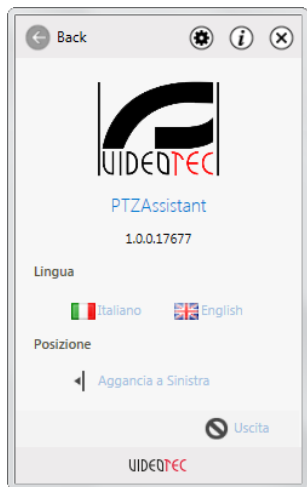 Back
VIDEOTEC
PTZAssistant
1.0.0.17677
Lingua
Italiano English
Posizione
Aggancia a Sinistra
Uscita
VIDEOTEC